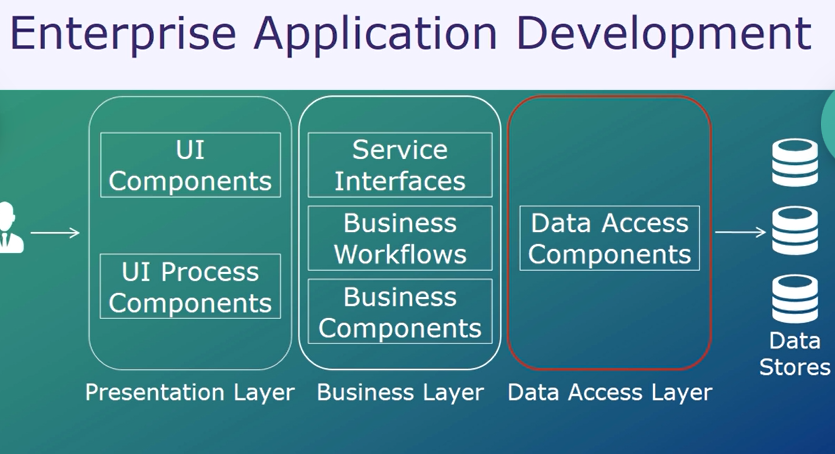 Enterprise Application Development
UI
Components
UI Process
Components
Presentation Layer
Service
Interfaces
Business
Workflows
Business
Components
Business Layer
Data Access
Components
Data Access Layer
Data
Stores